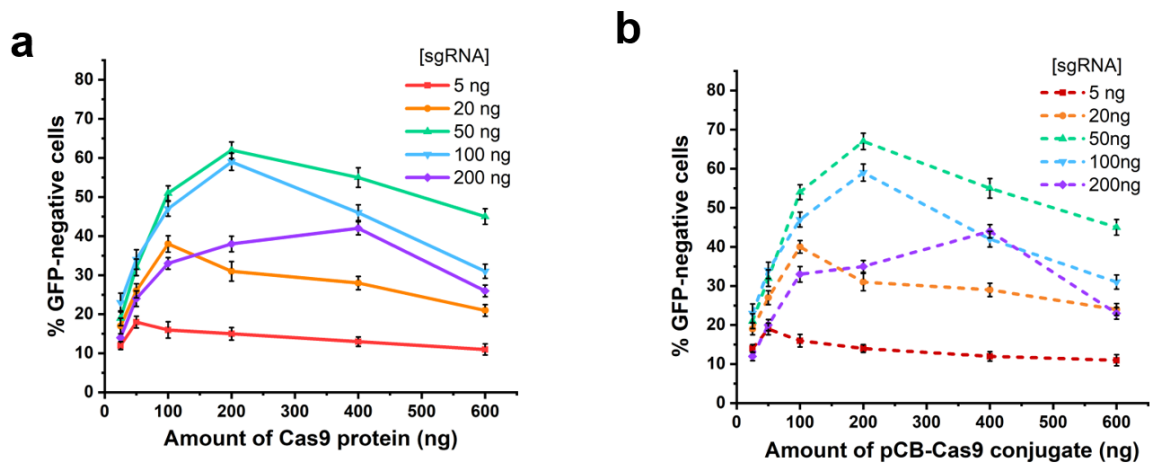 a
[sgRNA]
5 ng
20 ng
50 ng
100 ng
200 ng
% GFP-negative cells
80
70
60
50
40
30
20
10
0
0 100 200 300 400 500 600
Amount of Cas9 protein (ng)
b
[sgRNA]
5 ng
20ng
50ng
100ng
200ng
% GFP-negative cells
80
70
60
50
40
30
20
10
0
0 100 200 300 400 500 600
Amount of pCB-Cas9 conjugate (ng)